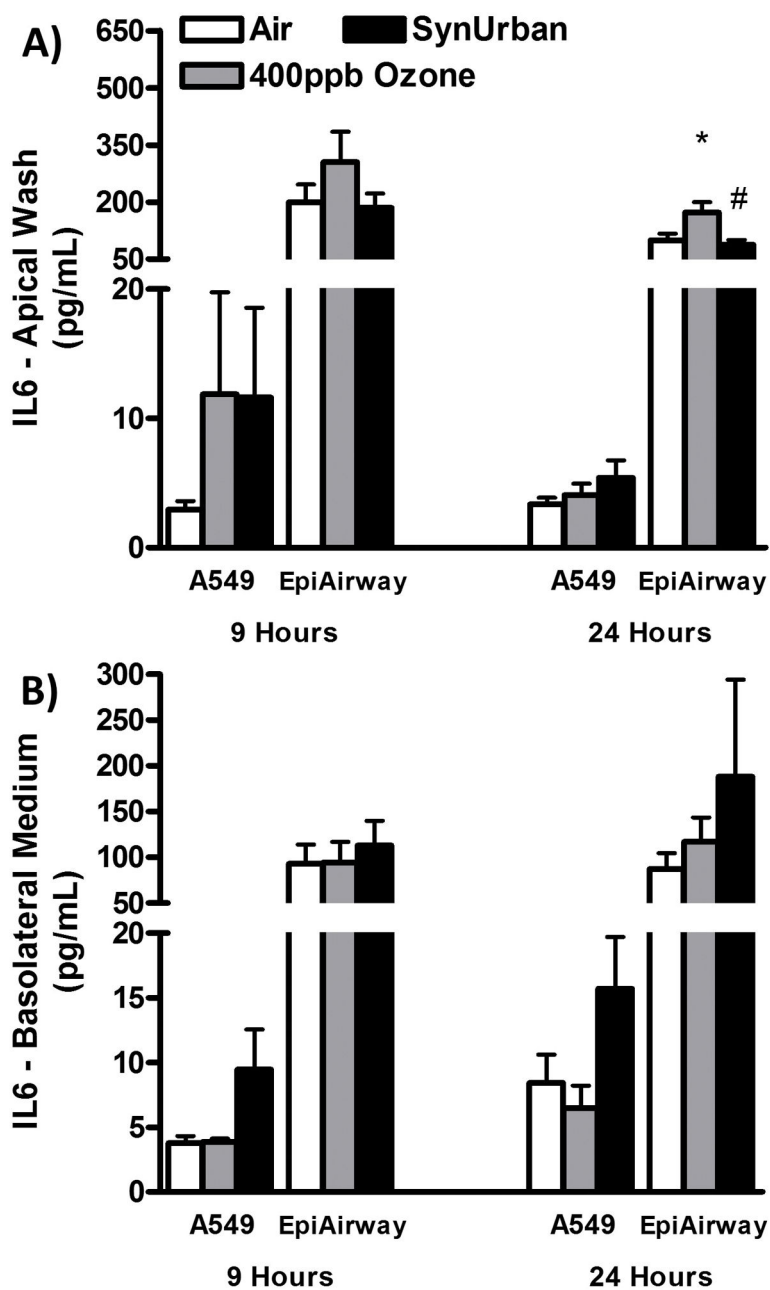 A)
Air
SynUrban
400ppb Ozone
IL6 - Apical Wash
(pg/mL)
650
500
350
200
50
20
10
0
*
#
A549
EpiAirway
A549
EpiAirway
9 Hours
24 Hours
B)
IL6 - Basolateral Medium
(pg/mL)
300
250
200
150
100
50
20
15
10
5
0
A549
EpiAirway
A549
EpiAirway
9 Hours
24 Hours